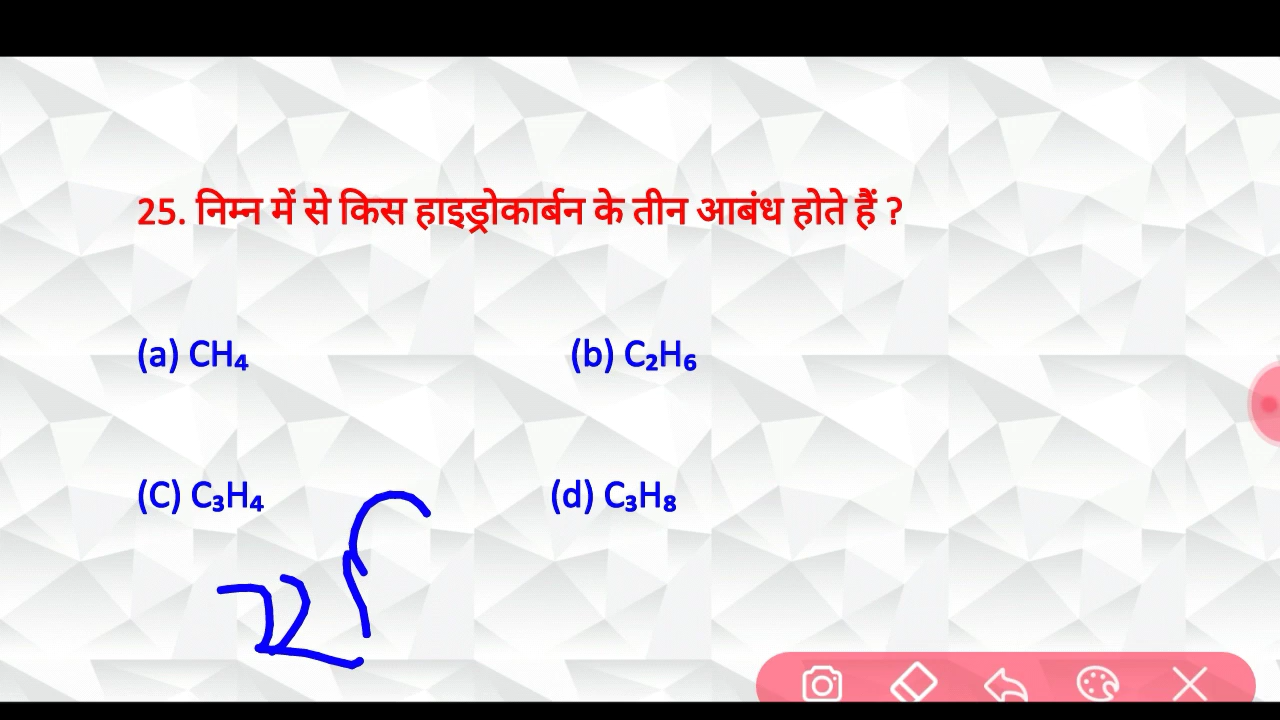 25. निम्न में से किस हाइड्रोकार्बन के तीन आबंध होते हैं ?
(a) CH₄ (b) C₂H₆
(C) C₃H₄ (d) C₃H₈